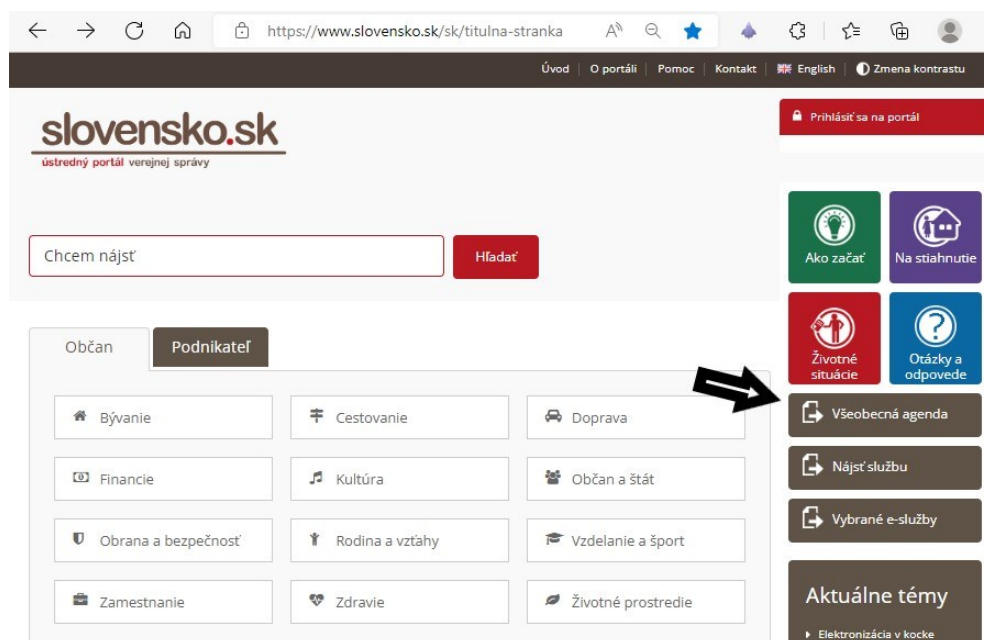 https://www.slovensko.sk/sk/titulna-stranka
Úvod | O portáli | Pomoc | Kontakt | English | Zmena kontrastu
slovensko.sk
ústredný portál verejnej správy
Prihlásiť sa na portál
Chcem nájsť
Hľadať
Ako začať
Na stiahnutie
Životné
situácie
Otázky a
odpovede
Občan
Podnikateľ
Bývanie
Cestovanie
Doprava
Financie
Kultúra
Občan a štát
Obrana a bezpečnosť
Rodina a vzťahy
Vzdelanie a šport
Zamestnanie
Zdravie
Životné prostredie
Všeobecná agenda
Nájsť službu
Vybrané e-služby
Aktuálne témy
Elektronizácia v kocke